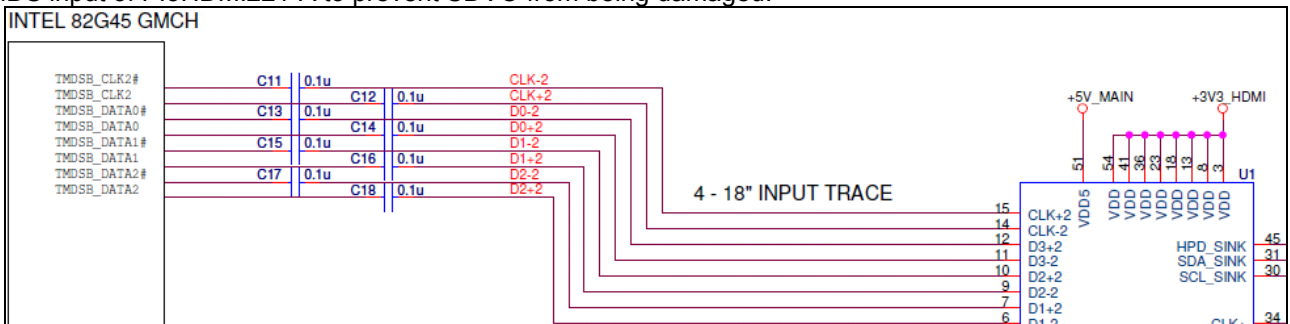 INTEL 82G45 GMCH
TMDSB_CLK2# C11 0.1u CLK-2
TMDSB_CLK2 C12 0.1u CLK+2
TMDSB_DATA0# C13 0.1u D0-2
TMDSB_DATA0 C14 0.1u D0+2
TMDSB_DATA1# C15 0.1u D1-2
TMDSB_DATA1 C16 0.1u D1+2
TMDSB_DATA2# C17 0.1u D2-2
TMDSB_DATA2 C18 0.1u D2+2
4 - 18" INPUT TRACE
+5V_MAIN +3V3_HDMI
51 54 41 36 23 18 13 8 3
U1
VDD5 VDD VDD VDD VDD VDD VDD VDD VDD
15 CLK+2
14 CLK-2
12 D3+2 HPD_SINK 45
11 D3-2 SDA_SINK 31
10 D2+2 SCL_SINK 30
9 D2-2
7 D1+2
6 D1-2 CLK+ 34